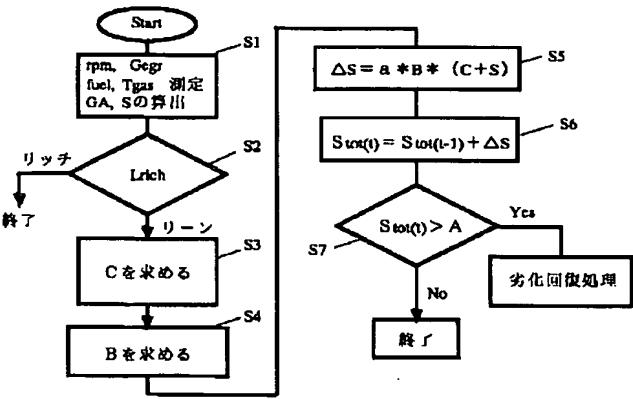 Start
S1
rpm, Gegr
fuel, Tgas 測定
GA, Sの算出
S2
リッチ
Lrich
終了
リーン
S3
Cを求める
S4
Bを求める
S5
△S = a *B* (C+S)
S6
Stot(t) = Stot(t-1) + △S
Stot(t) > A
S7
Yes
劣化回復処理
No
終了